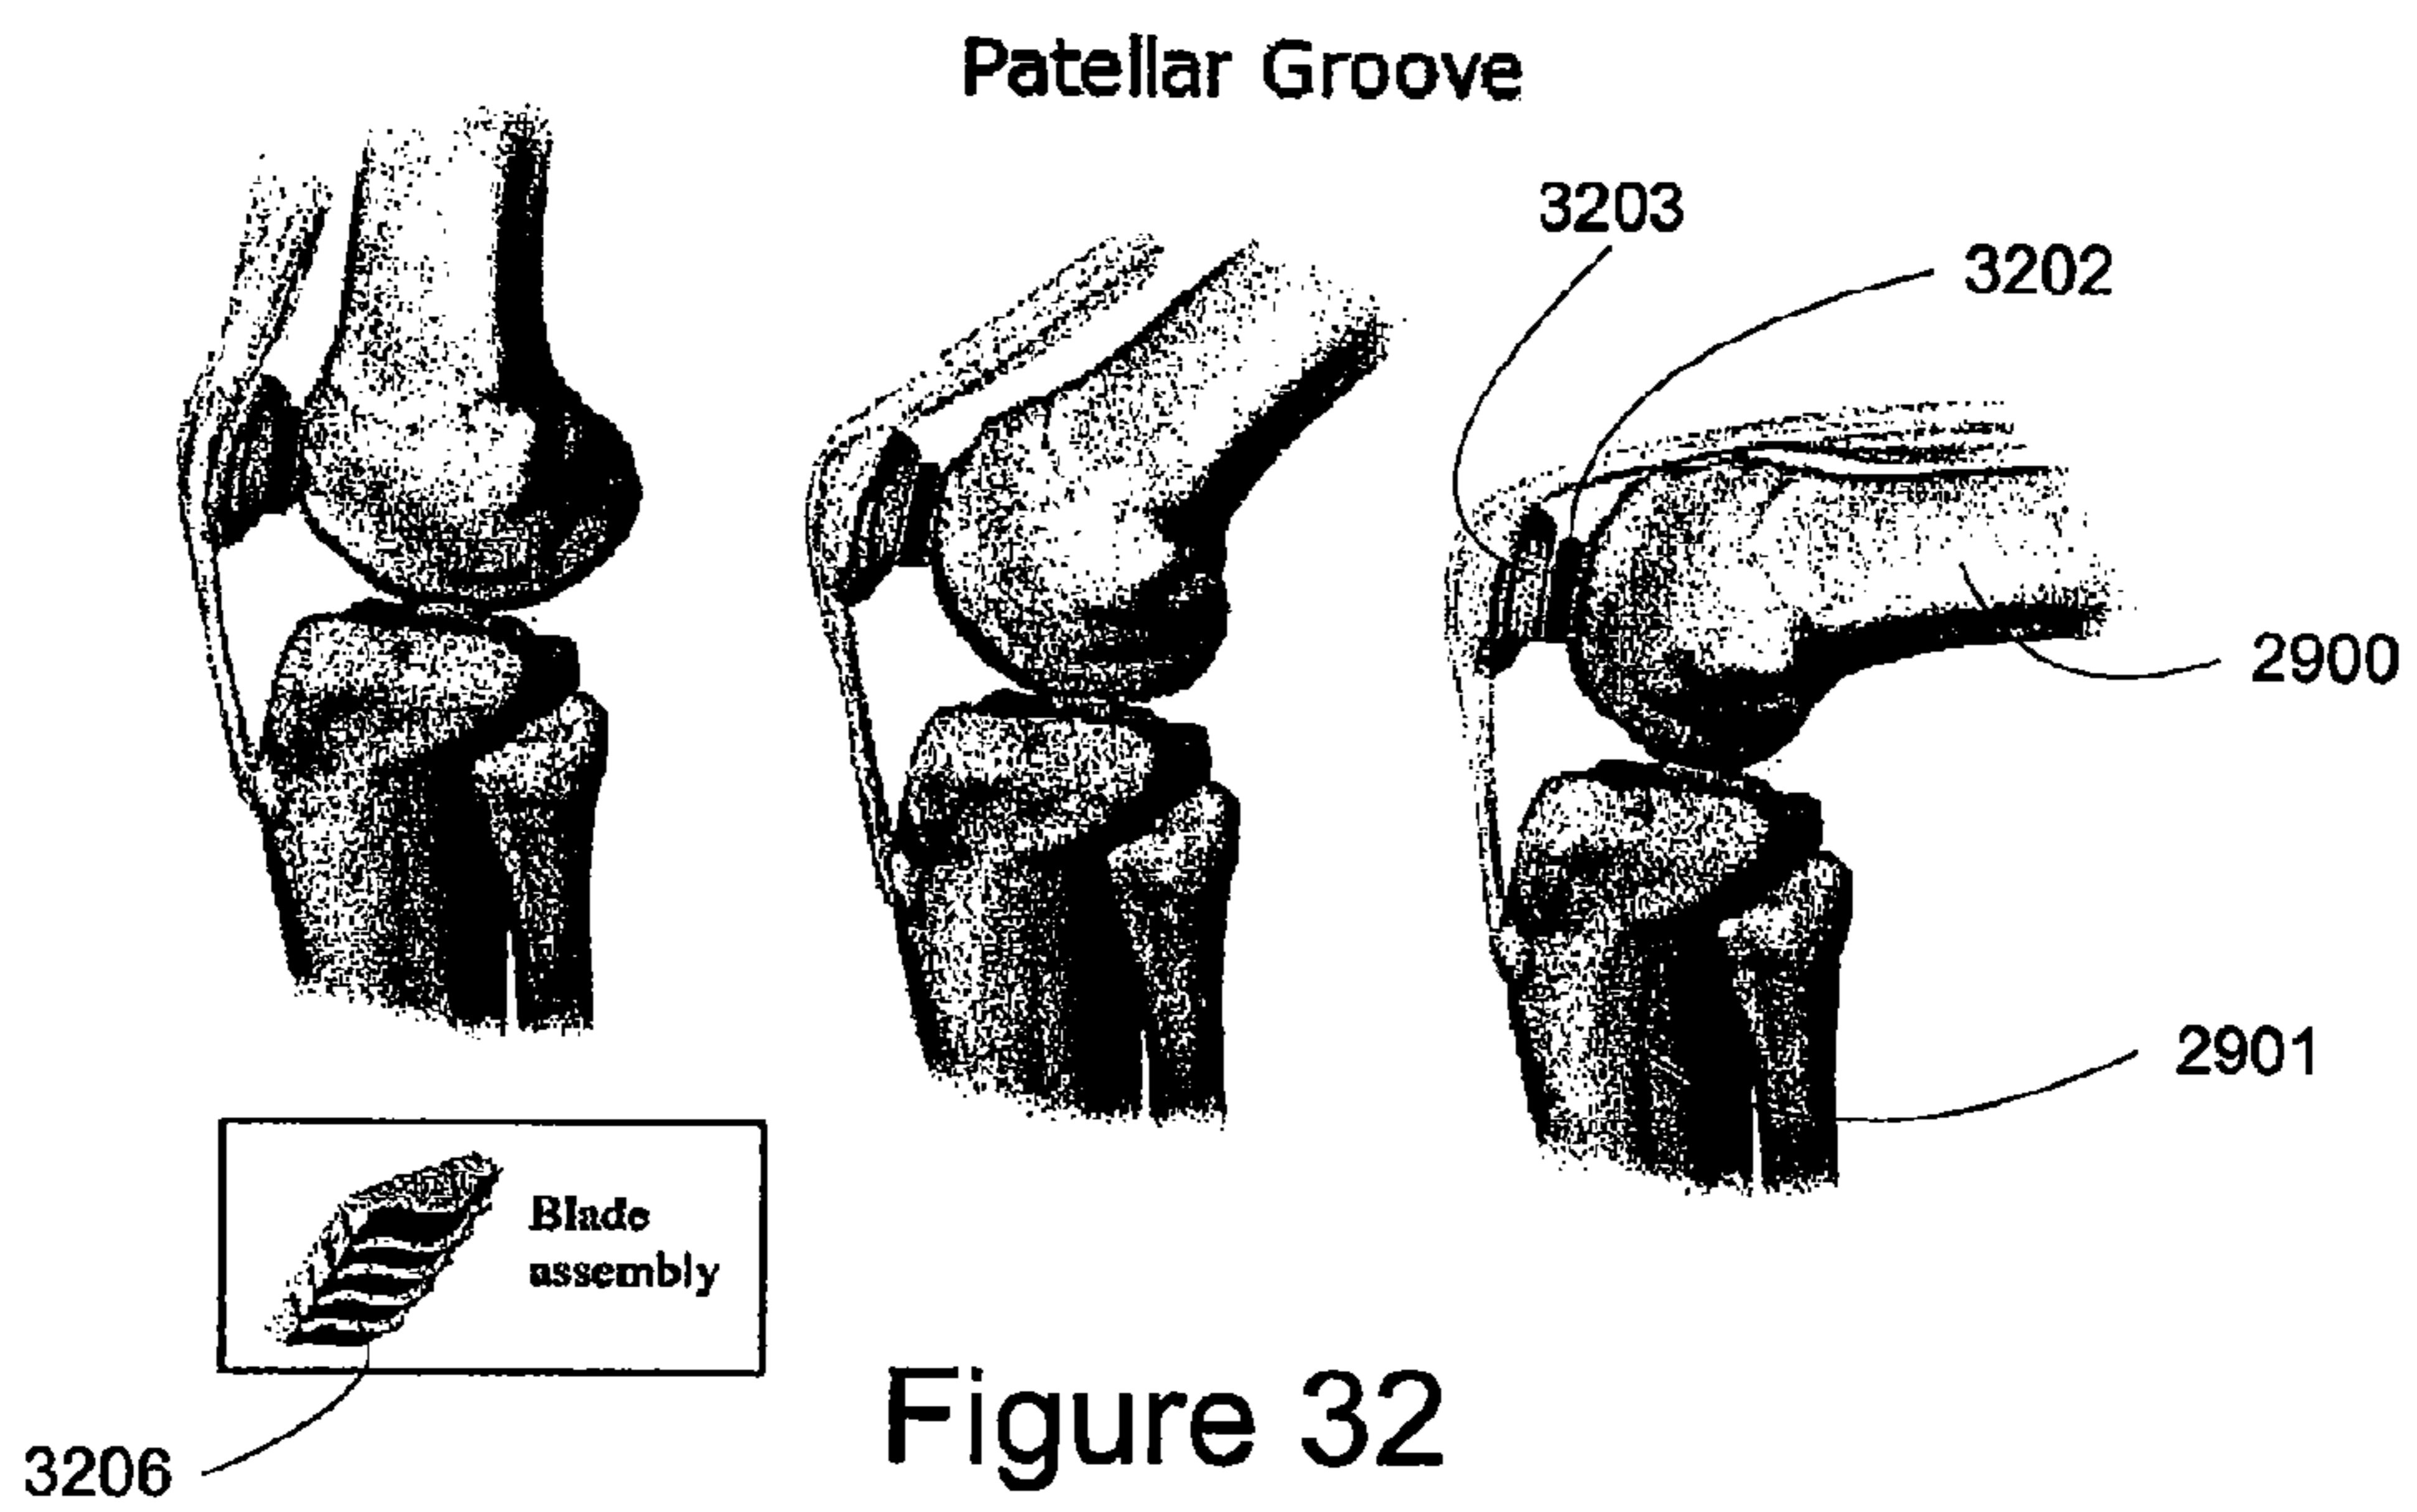 Patellar Groove
3203
3202
2900
2901
Blade
assembly
3206
Figure 32